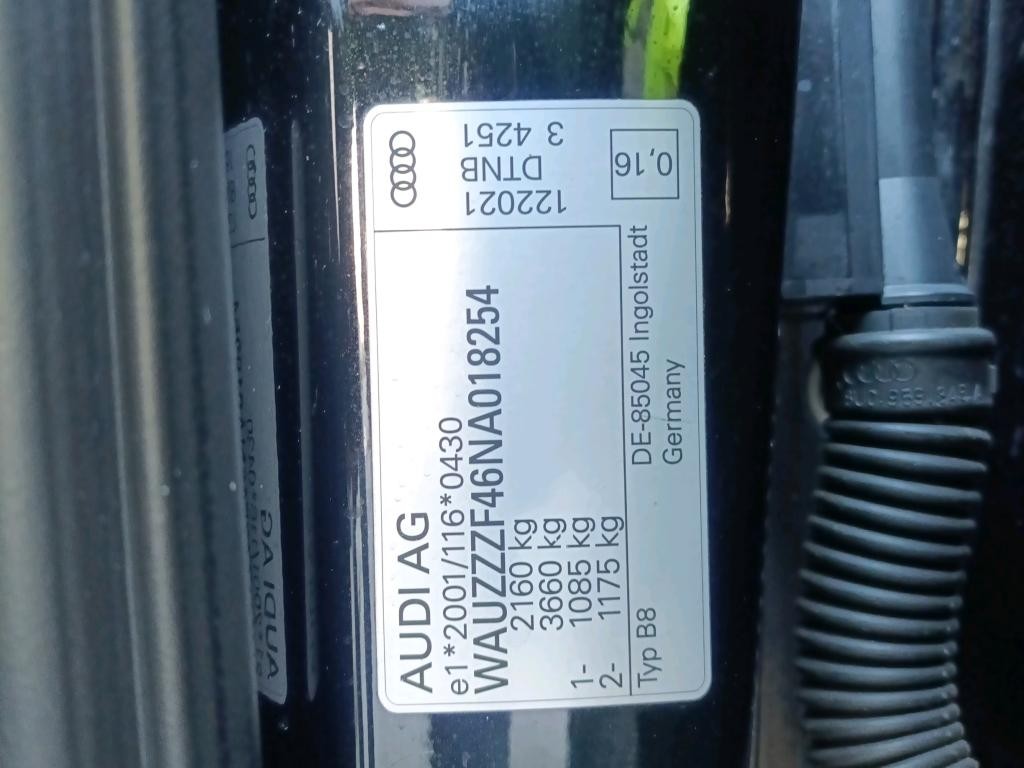 AUDI AG
e1*2001/116*0430
WAUZZZF46NA018254
2160 kg
3660 kg
1- 1085 kg
2- 1175 kg
Typ B8
DE-85045 Ingolstadt
Germany
122021
DTNB
3 4251
0,16